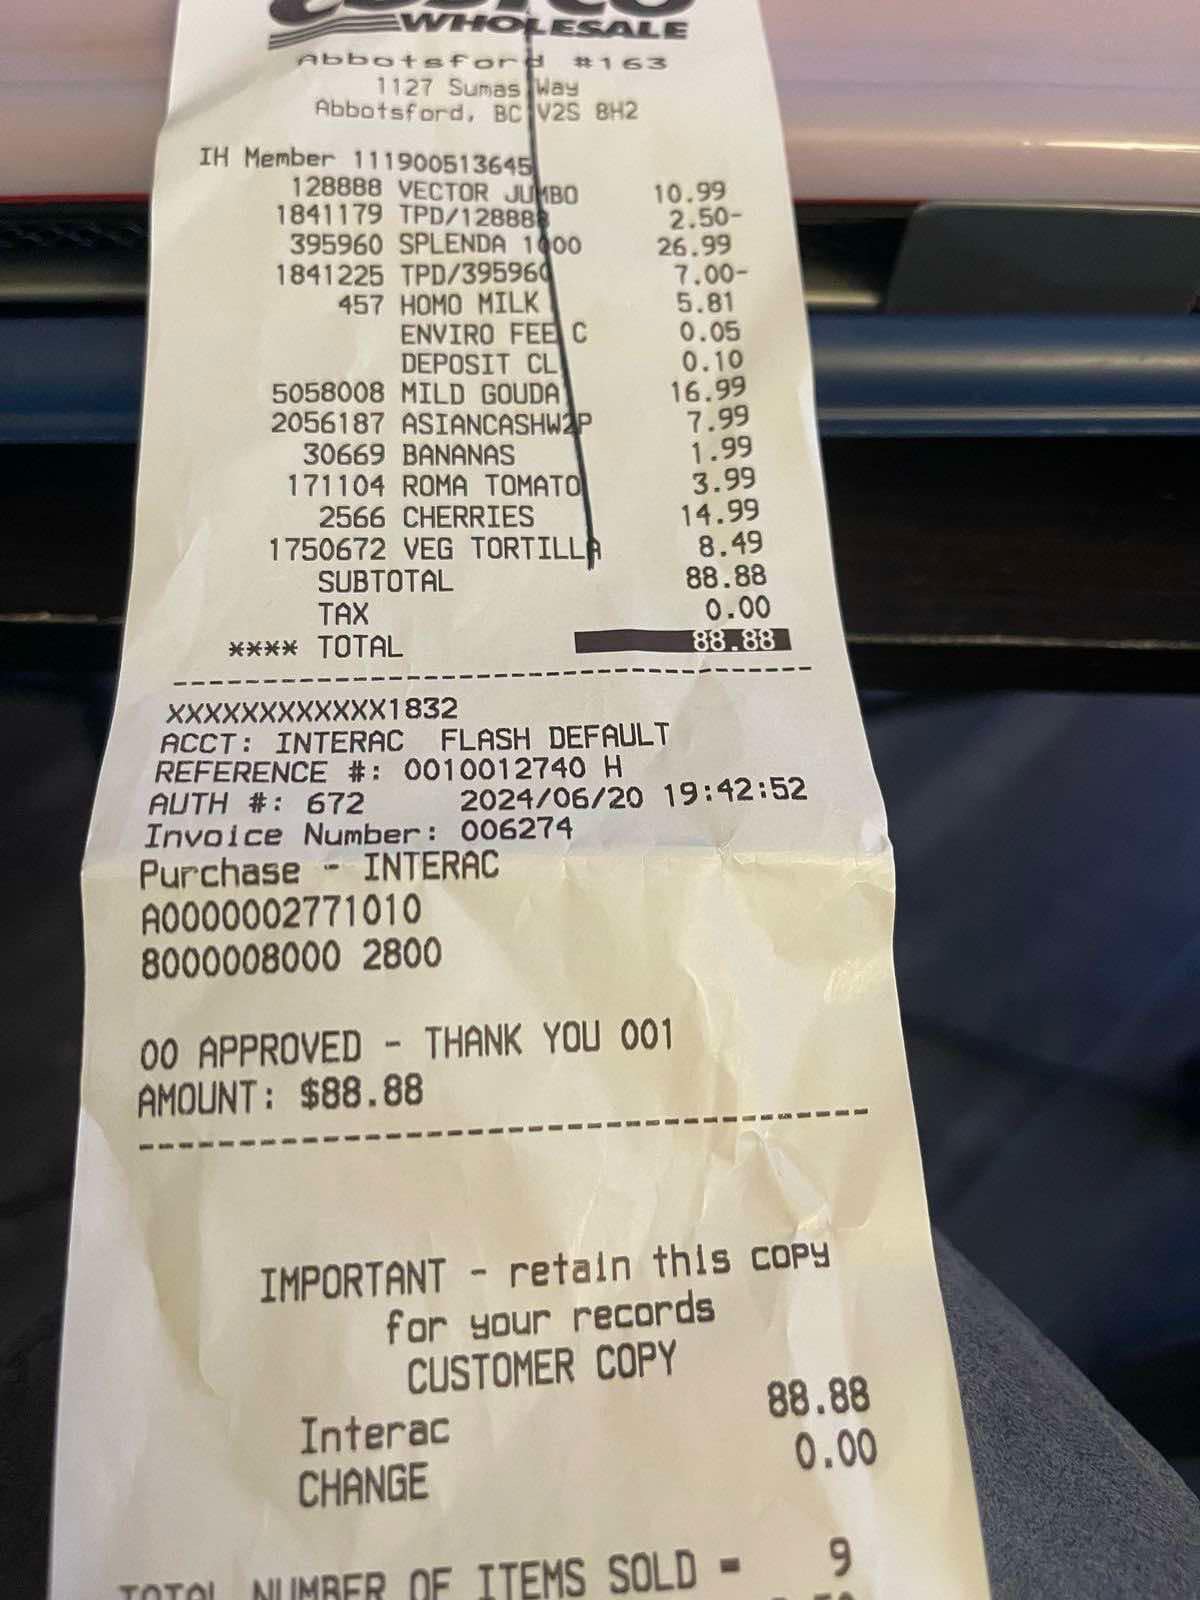 WHOLESALE
Abbotsford #163
1127 Sumas Way
Abbotsford, BC V2S 8H2
IH Member 111900513645
128888 VECTOR JUMBO 10.99
1841179 TPD/128888 2.50-
395960 SPLENDA 1000 26.99
1841225 TPD/395960 7.00-
457 HOMO MILK 5.81
ENVIRO FEE C 0.05
DEPOSIT CL 0.10
5058008 MILD GOUDA 16.99
2056187 ASIANCASHW2P 7.99
30669 BANANAS 1.99
171104 ROMA TOMATO 3.99
2566 CHERRIES 14.99
1750672 VEG TORTILLA 8.49
SUBTOTAL 88.88
TAX 0.00
**** TOTAL 88.88
XXXXXXXXXXXX1832
ACCT: INTERAC FLASH DEFAULT
REFERENCE #: 0010012740 H
AUTH #: 672 2024/06/20 19:42:52
Invoice Number: 006274
Purchase - INTERAC
A0000002771010
8000008000 2800
00 APPROVED - THANK YOU 001
AMOUNT: $88.88
IMPORTANT - retain this copy
for your records
CUSTOMER COPY
Interac 88.88
CHANGE 0.00
TOTAL NUMBER OF ITEMS SOLD = 9